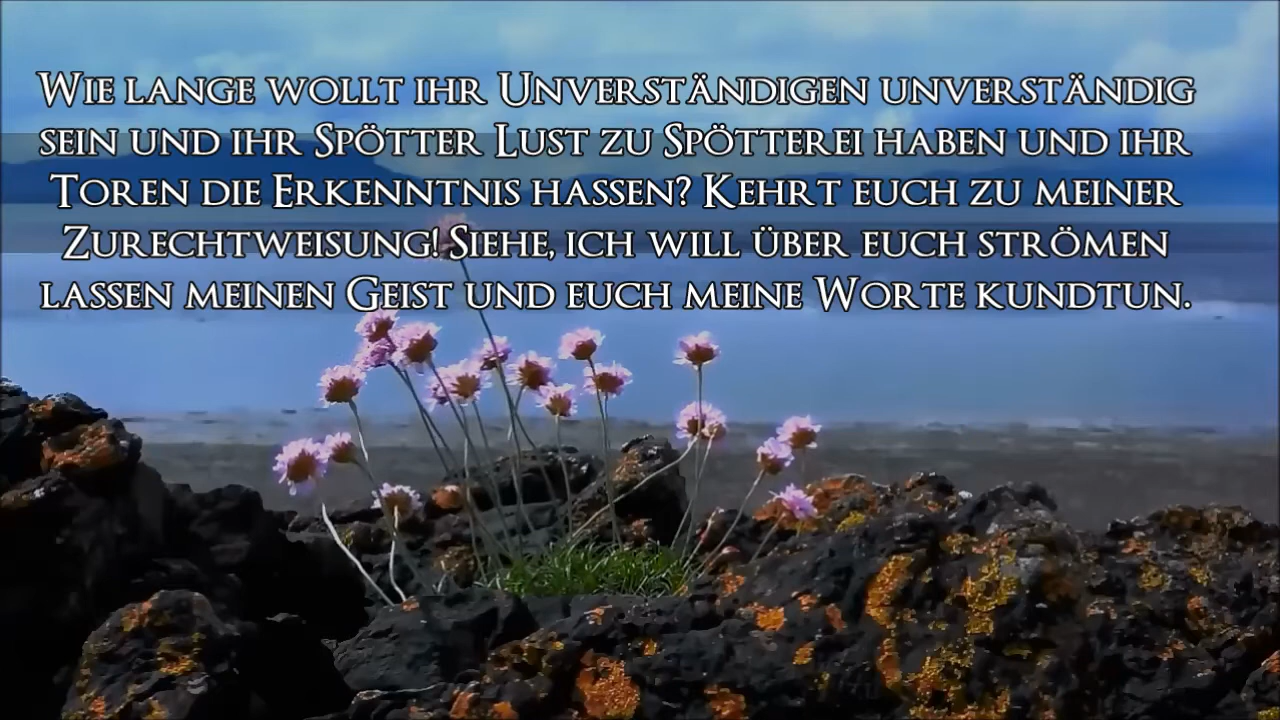 Wie lange wollt ihr Unverständigen unverständig
sein und ihr Spötter Lust zu Spötterei haben und ihr
Toren die Erkenntnis hassen? Kehrt euch zu meiner
Zurechtweisung! Siehe, ich will über euch strömen
lassen meinen Geist und euch meine Worte kundtun.